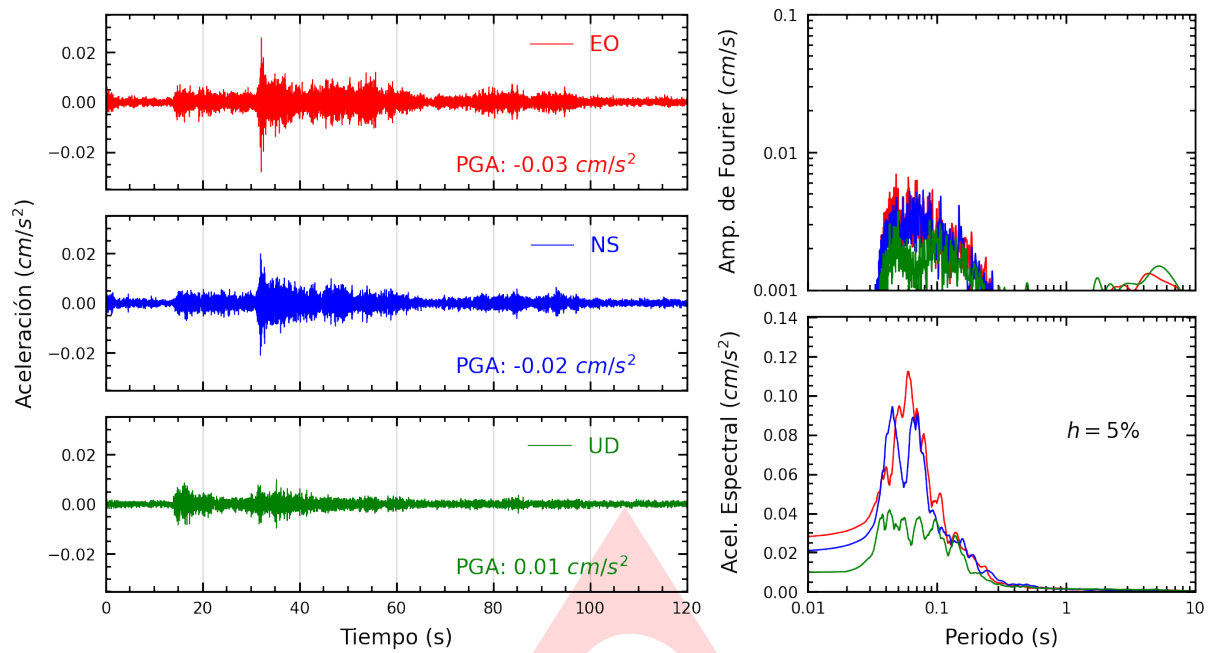 Aceleración (cm/s²)
0.02
0.00
−0.02
EO
PGA: -0.03 cm/s²
0.02
0.00
−0.02
NS
PGA: -0.02 cm/s²
0.02
0.00
−0.02
UD
PGA: 0.01 cm/s²
0 20 40 60 80 100 120
Tiempo (s)
Amp. de Fourier (cm/s)
0.1
0.01
0.001
Acel. Espectral (cm/s²)
0.14
0.12
0.10
0.08
0.06
0.04
0.02
0.00
h = 5%
0.01 0.1 1 10
Periodo (s)